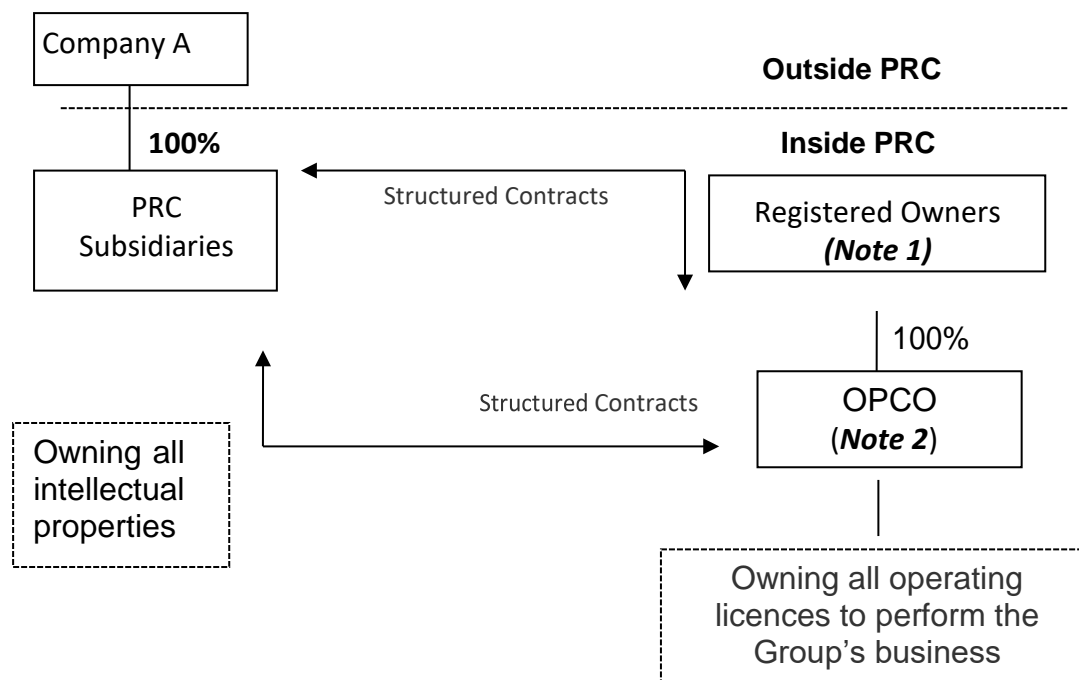 Company A
Outside PRC
100%
Inside PRC
PRC
Subsidiaries
Structured Contracts
Registered Owners
(Note 1)
100%
Structured Contracts
OPCO
(Note 2)
Owning all
intellectual
properties
Owning all operating
licences to perform the
Group’s business